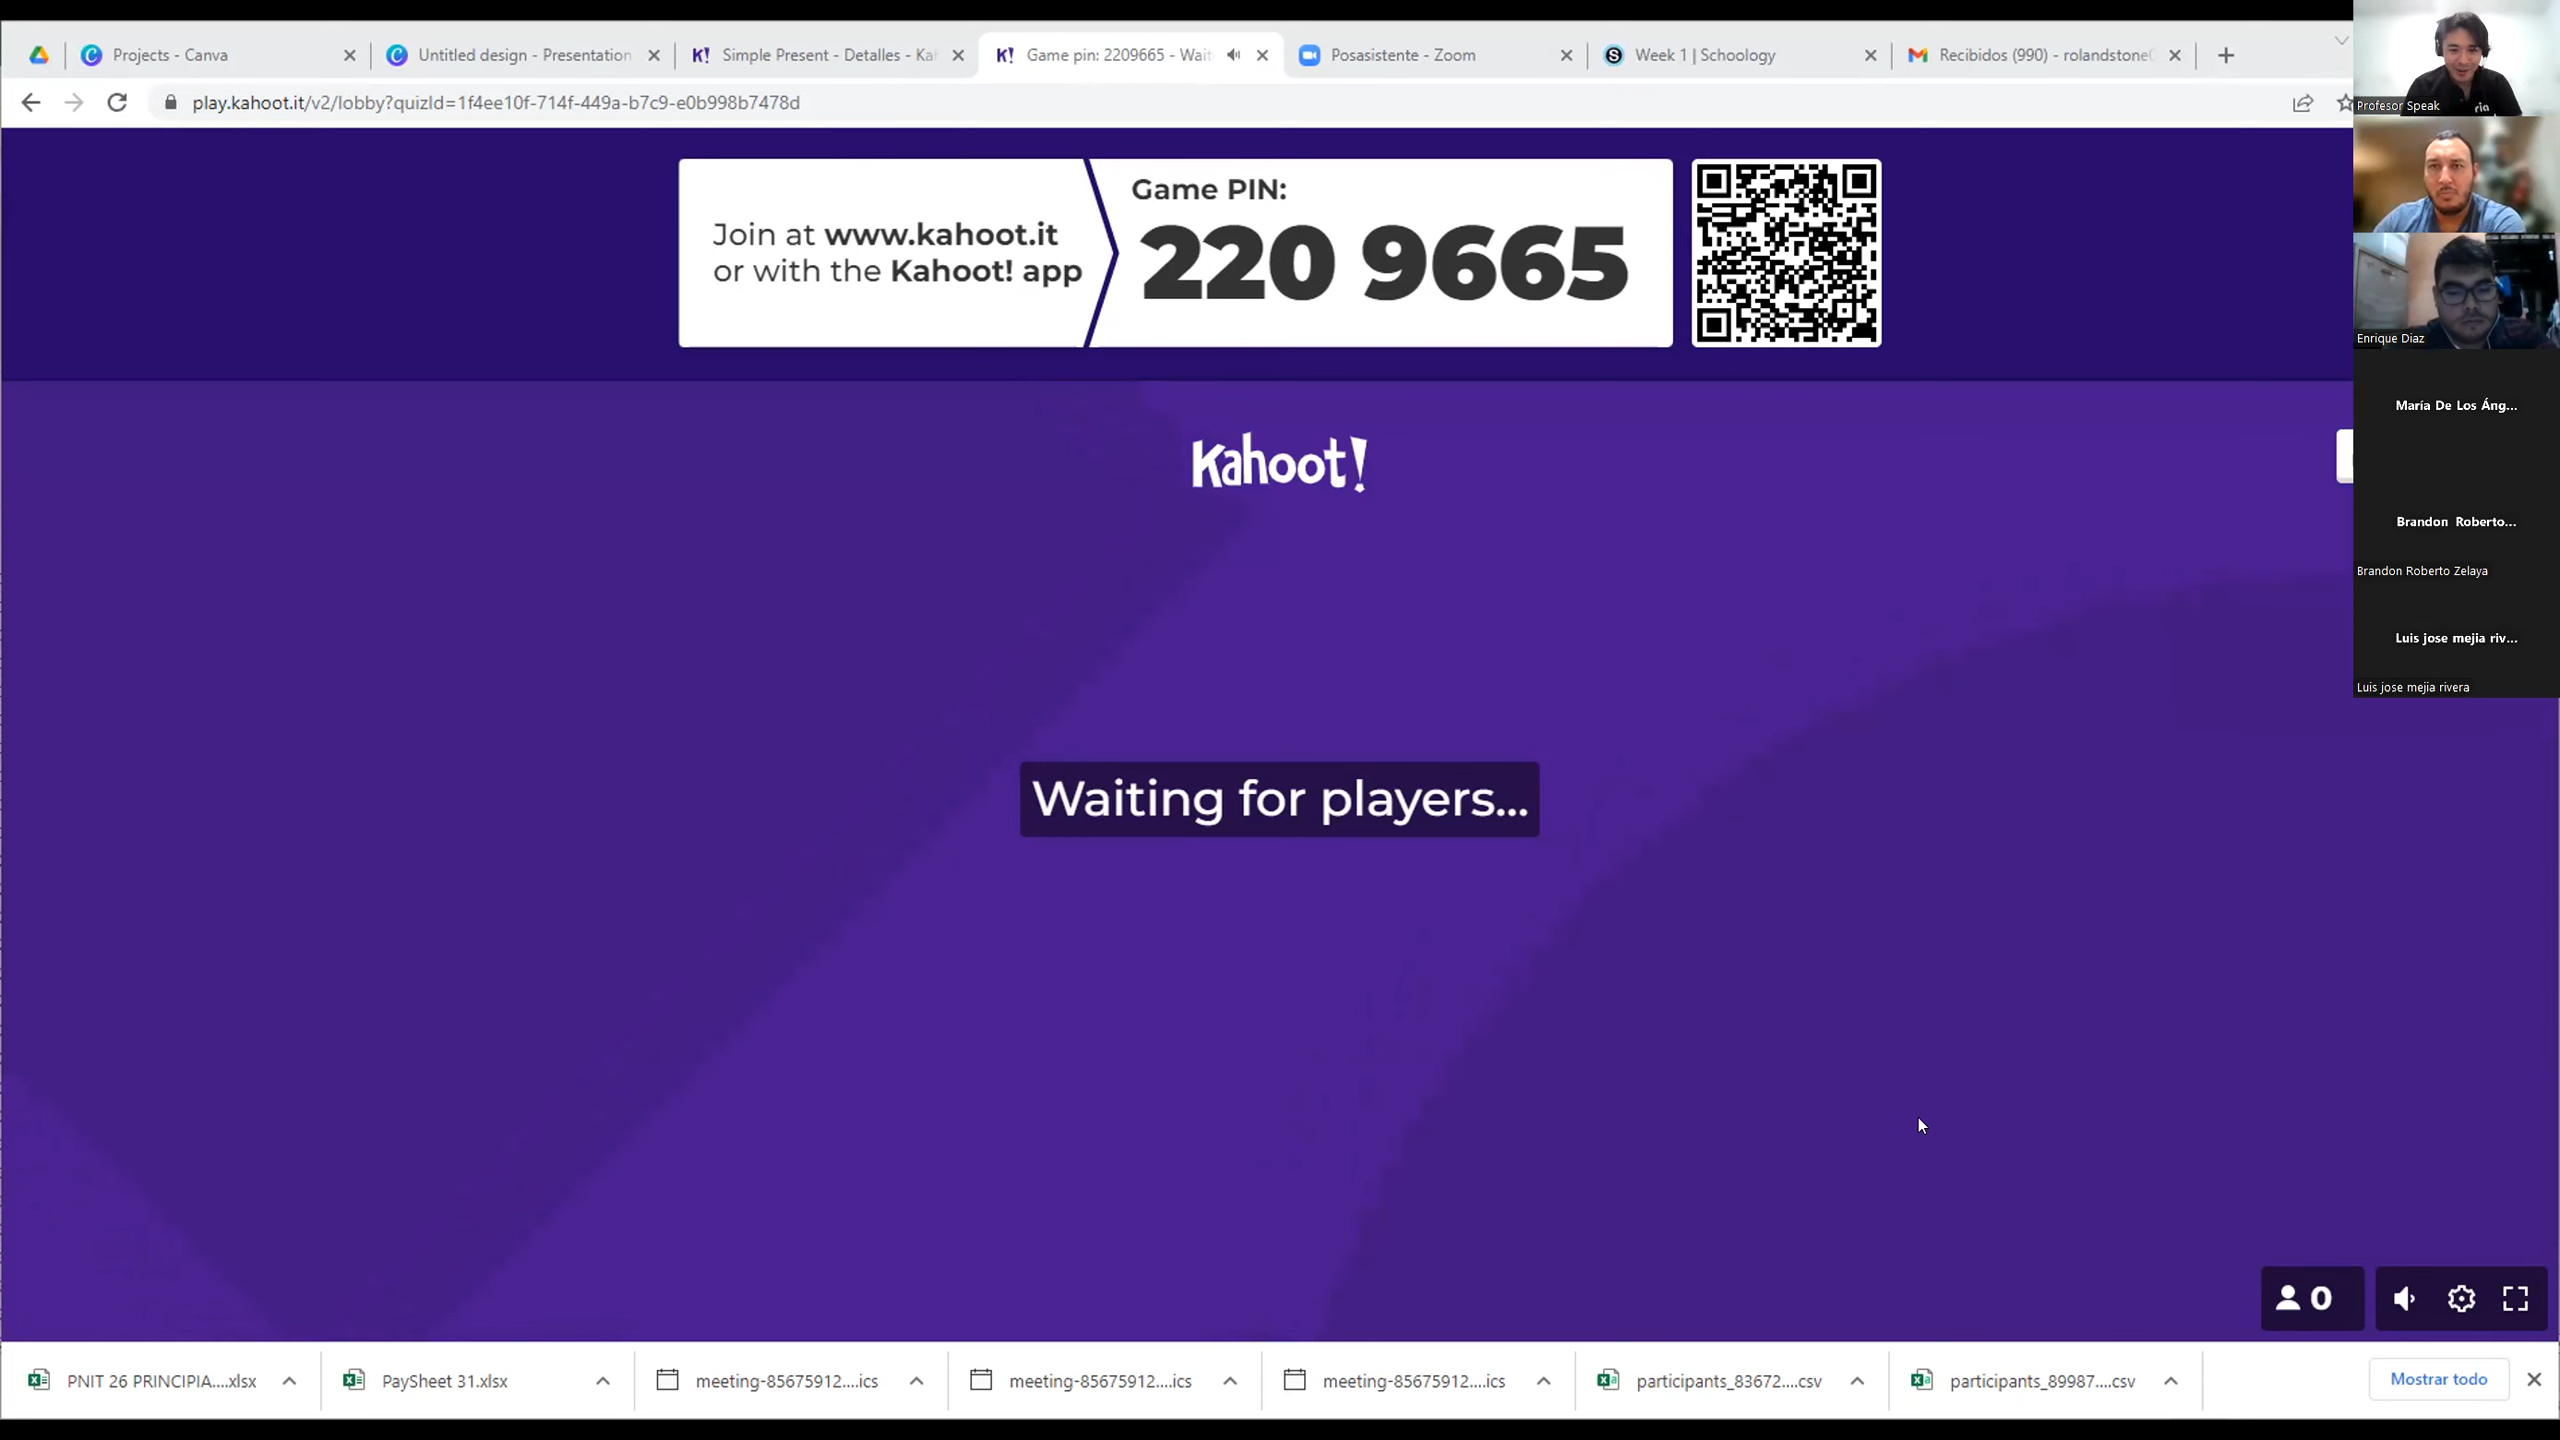 Projects - Canva
Untitled design - Presentation
Simple Present - Detalles - Kah
Game pin: 2209665 - Wait
Posasistente - Zoom
Week 1 | Schoology
Recibidos (990) - rolandstone
play.kahoot.it/v2/lobby?quizId=1f4ee10f-714f-449a-b7c9-e0b998b7478d
Profesor Speak
ria
Join at www.kahoot.it
or with the Kahoot! app
Game PIN:
220 9665
Enrique Diaz
María De Los Áng...
Kahoot!
Brandon Roberto...
Brandon Roberto Zelaya
Luis jose mejia riv...
Luis jose mejia rivera
Waiting for players...
0
PNIT 26 PRINCIPIA....xlsx
PaySheet 31.xlsx
meeting-85675912....ics
meeting-85675912....ics
meeting-85675912....ics
participants_83672....csv
participants_89987....csv
Mostrar todo